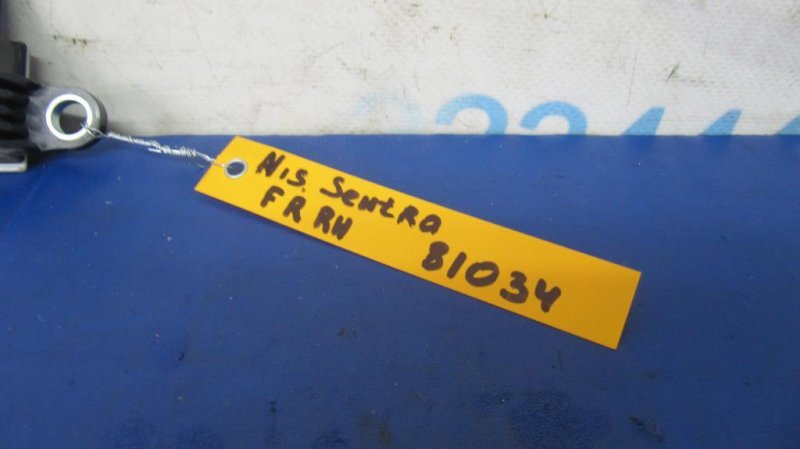 Nis. Sentra
FR RH
81034